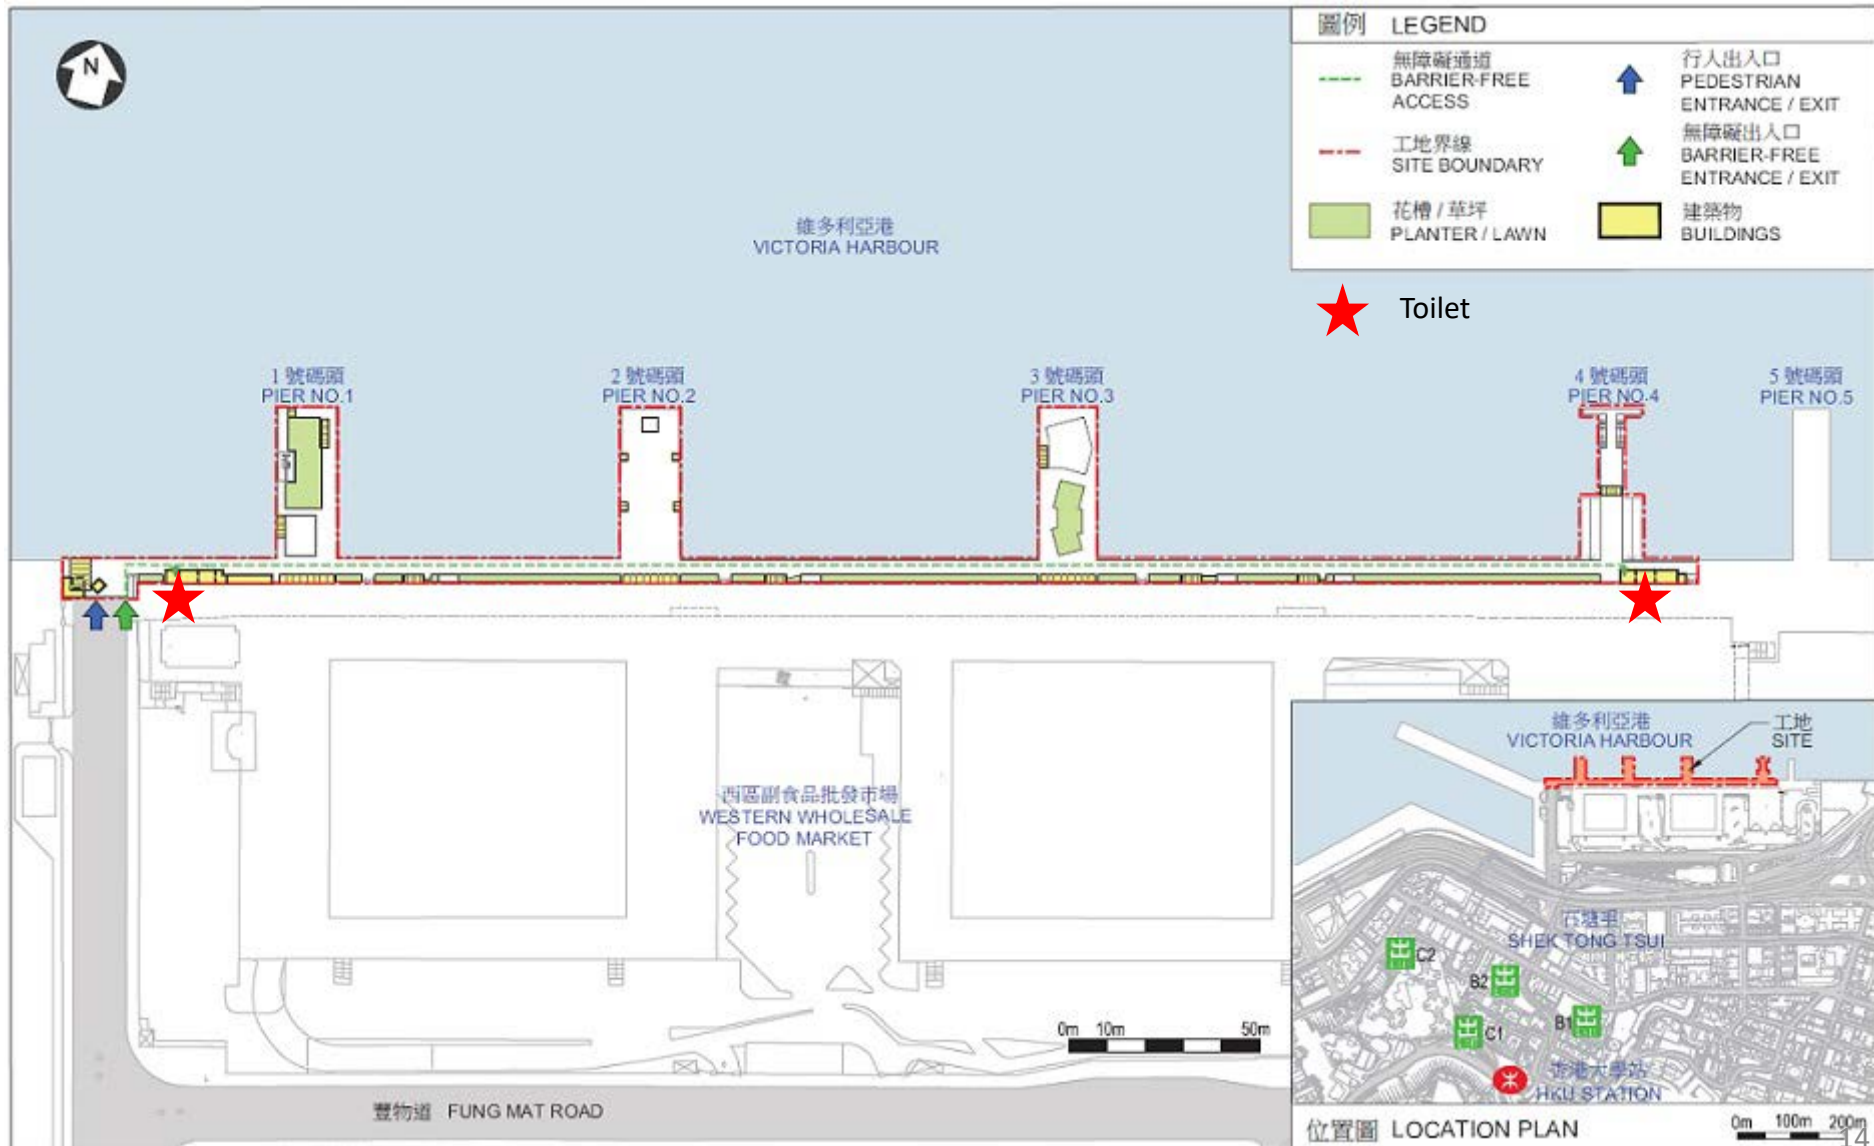 N
圖例 LEGEND
無障礙通道
BARRIER-FREE
ACCESS
行人出入口
PEDESTRIAN
ENTRANCE / EXIT
工地界線
SITE BOUNDARY
無障礙出入口
BARRIER-FREE
ENTRANCE / EXIT
花槽 / 草坪
PLANTER / LAWN
建築物
BUILDINGS
Toilet
維多利亞港
VICTORIA HARBOUR
1 號碼頭
PIER NO.1
2 號碼頭
PIER NO.2
3 號碼頭
PIER NO.3
4 號碼頭
PIER NO.4
5 號碼頭
PIER NO.5
西區副食品批發市場
WESTERN WHOLESALE
FOOD MARKET
0m 10m 50m
豐物道 FUNG MAT ROAD
維多利亞港
VICTORIA HARBOUR
工地
SITE
石塘咀
SHEK TONG TSUI
C2
B2
C1
B1
香港大學站
HKU STATION
位置圖 LOCATION PLAN
0m 100m 200m
14